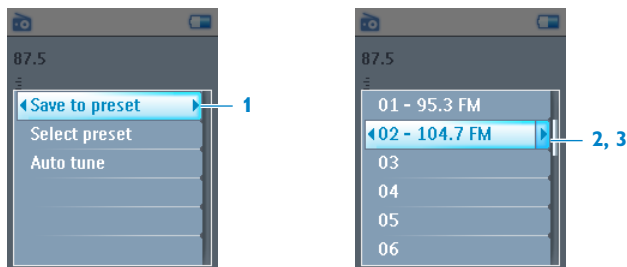 87.5
Save to preset
1
Select preset
Auto tune
87.5
01 - 95.3 FM
02 - 104.7 FM
2, 3
03
04
05
06